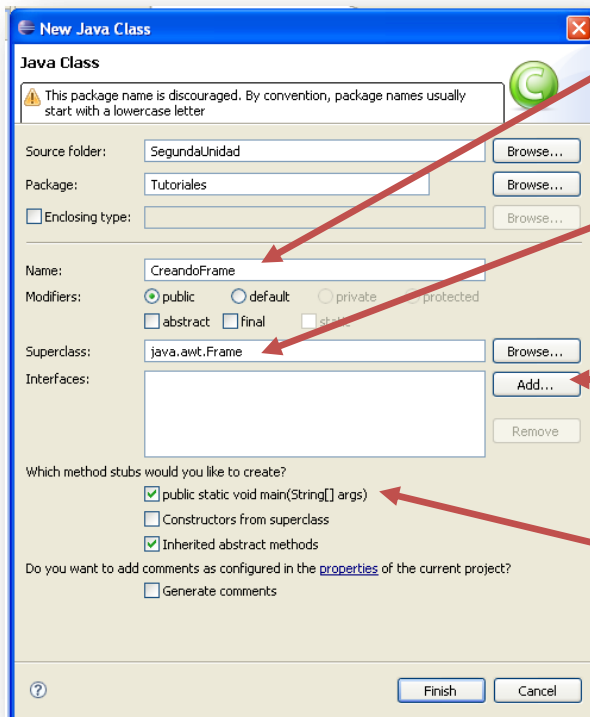 New Java Class
Java Class
This package name is discouraged. By convention, package names usually
start with a lowercase letter
Source folder: SegundaUnidad Browse...
Package: Tutoriales Browse...
Enclosing type: Browse...
Name: CreandoFrame
Modifiers: public default private protected
abstract final static
Superclass: java.awt.Frame Browse...
Interfaces: Add...
Remove
Which method stubs would you like to create?
public static void main(String[] args)
Constructors from superclass
Inherited abstract methods
Do you want to add comments as configured in the properties of the current project?
Generate comments
? Finish Cancel